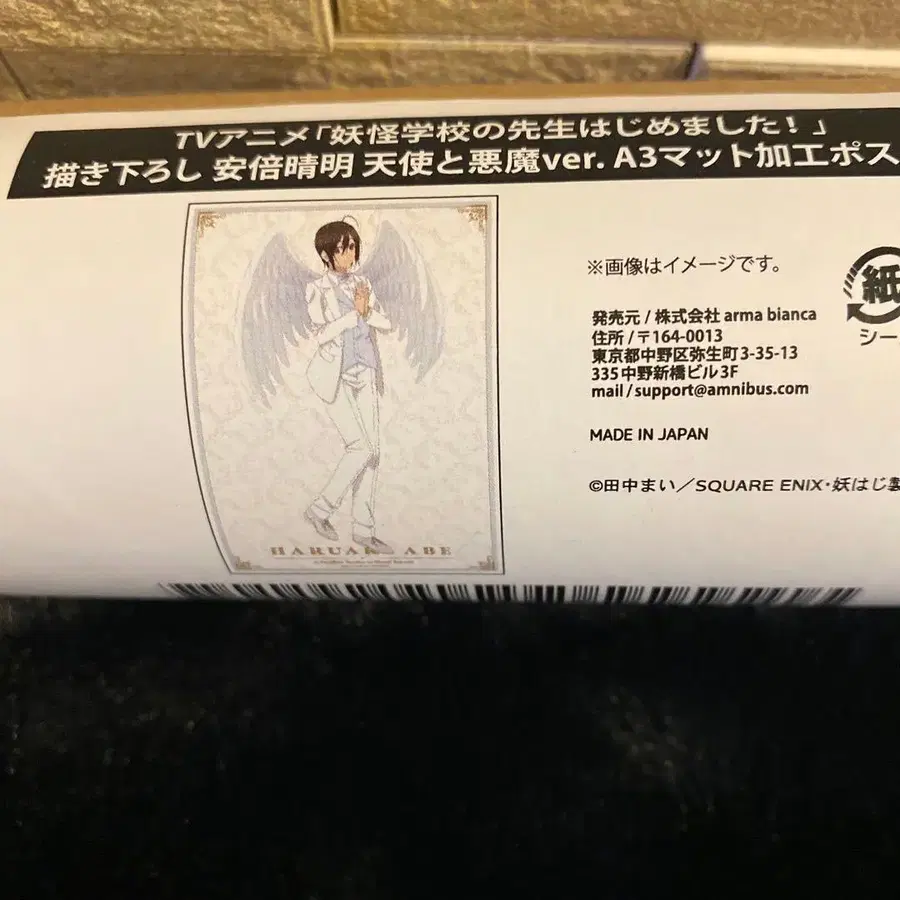 TVアニメ「妖怪学校の先生はじめました！」
描き下ろし 安倍晴明 天使と悪魔ver. A3マット加工ポス
※画像はイメージです。
発売元 / 株式会社 arma bianca
住所 / 〒164-0013
東京都中野区弥生町3-35-13
335中野新橋ビル3F
mail / support@amnibus.com
MADE IN JAPAN
©田中まい／SQUARE ENIX・妖はじ製
紙
シー
HARUAK ABE